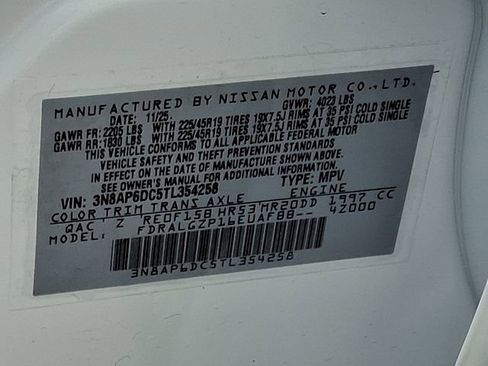 MANUFACTURED BY NISSAN MOTOR CO.,LTD.
DATE: 11/25, GVWR: 4023 LBS
GAWR FR: 2205 LBS WITH 225/45R19 TIRES 19X7.5J RIMS AT 35 PSI COLD SINGLE
GAWR RR: 1830 LBS WITH 225/45R19 TIRES 19X7.5J RIMS AT 35 PSI COLD SINGLE
THIS VEHICLE CONFORMS TO ALL APPLICABLE FEDERAL MOTOR
VEHICLE SAFETY AND THEFT PREVENTION STANDARDS
IN EFFECT ON THE DATE OF MANUFACTURE SHOWN ABOVE.
SEE OWNER'S MANUAL FOR ADDITIONAL INFORMATION
VIN: 3N8AP6DC5TL354258 TYPE: MPV
COLOR TRIM TRANS AXLE ENGINE
QAC Z RE0F15B HR53 MR20DD 1997 CC
MODEL: FDRALGZP16EUAF88-- 4Z000
3N8AP6DC5TL354258